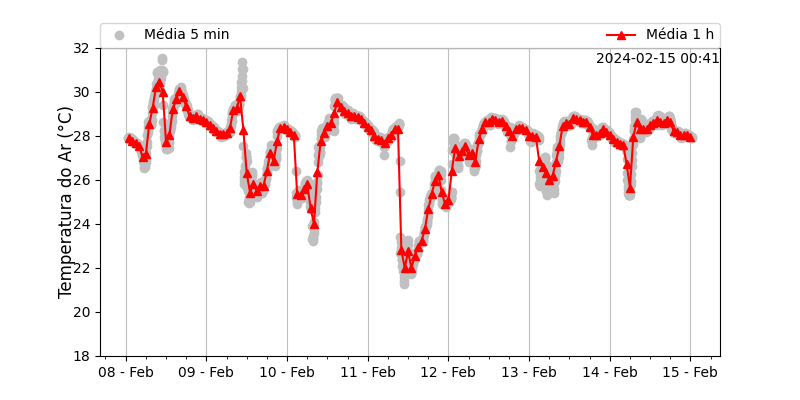 Média 5 min
Média 1 h
2024-02-15 00:41
Temperatura do Ar (°C)
32
30
28
26
24
22
20
18
08 - Feb
09 - Feb
10 - Feb
11 - Feb
12 - Feb
13 - Feb
14 - Feb
15 - Feb